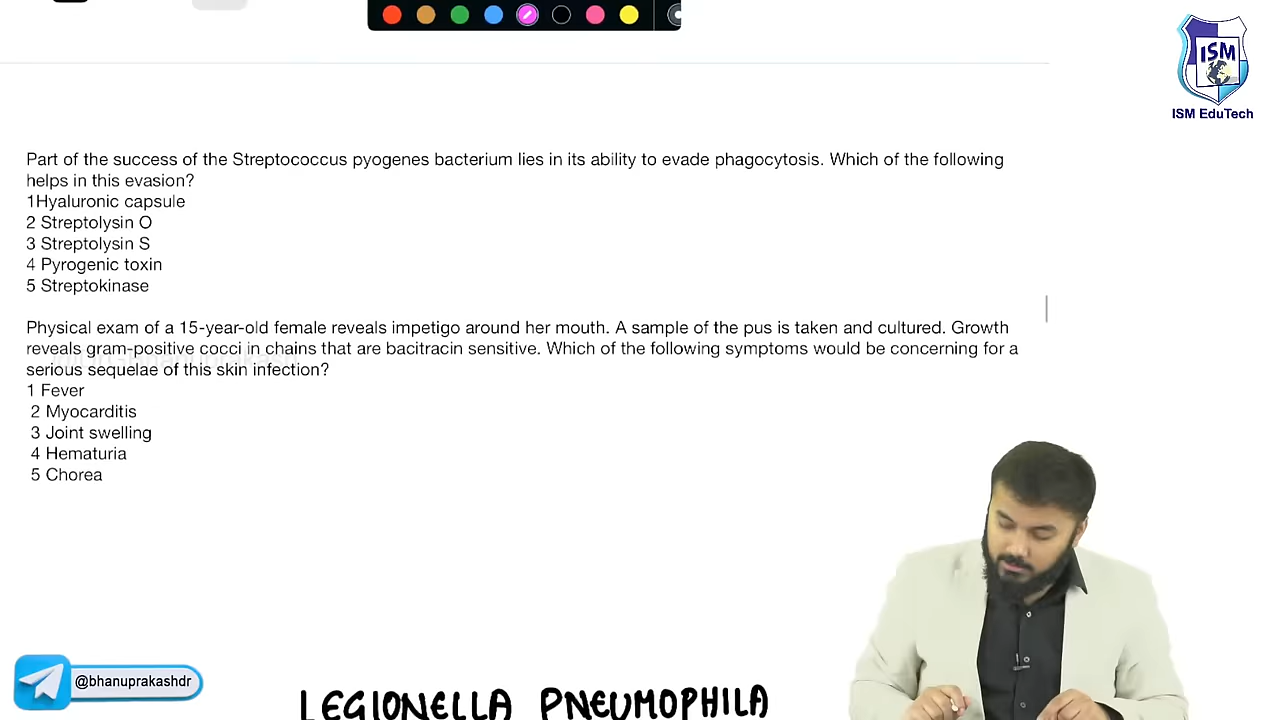 ISM
ISM EduTech
Part of the success of the Streptococcus pyogenes bacterium lies in its ability to evade phagocytosis. Which of the following
helps in this evasion?
1Hyaluronic capsule
2 Streptolysin O
3 Streptolysin S
4 Pyrogenic toxin
5 Streptokinase
Physical exam of a 15-year-old female reveals impetigo around her mouth. A sample of the pus is taken and cultured. Growth
reveals gram-positive cocci in chains that are bacitracin sensitive. Which of the following symptoms would be concerning for a
serious sequelae of this skin infection?
1 Fever
2 Myocarditis
3 Joint swelling
4 Hematuria
5 Chorea
@bhanuprakashdr
LEGIONELLA PNEUMOPHILA